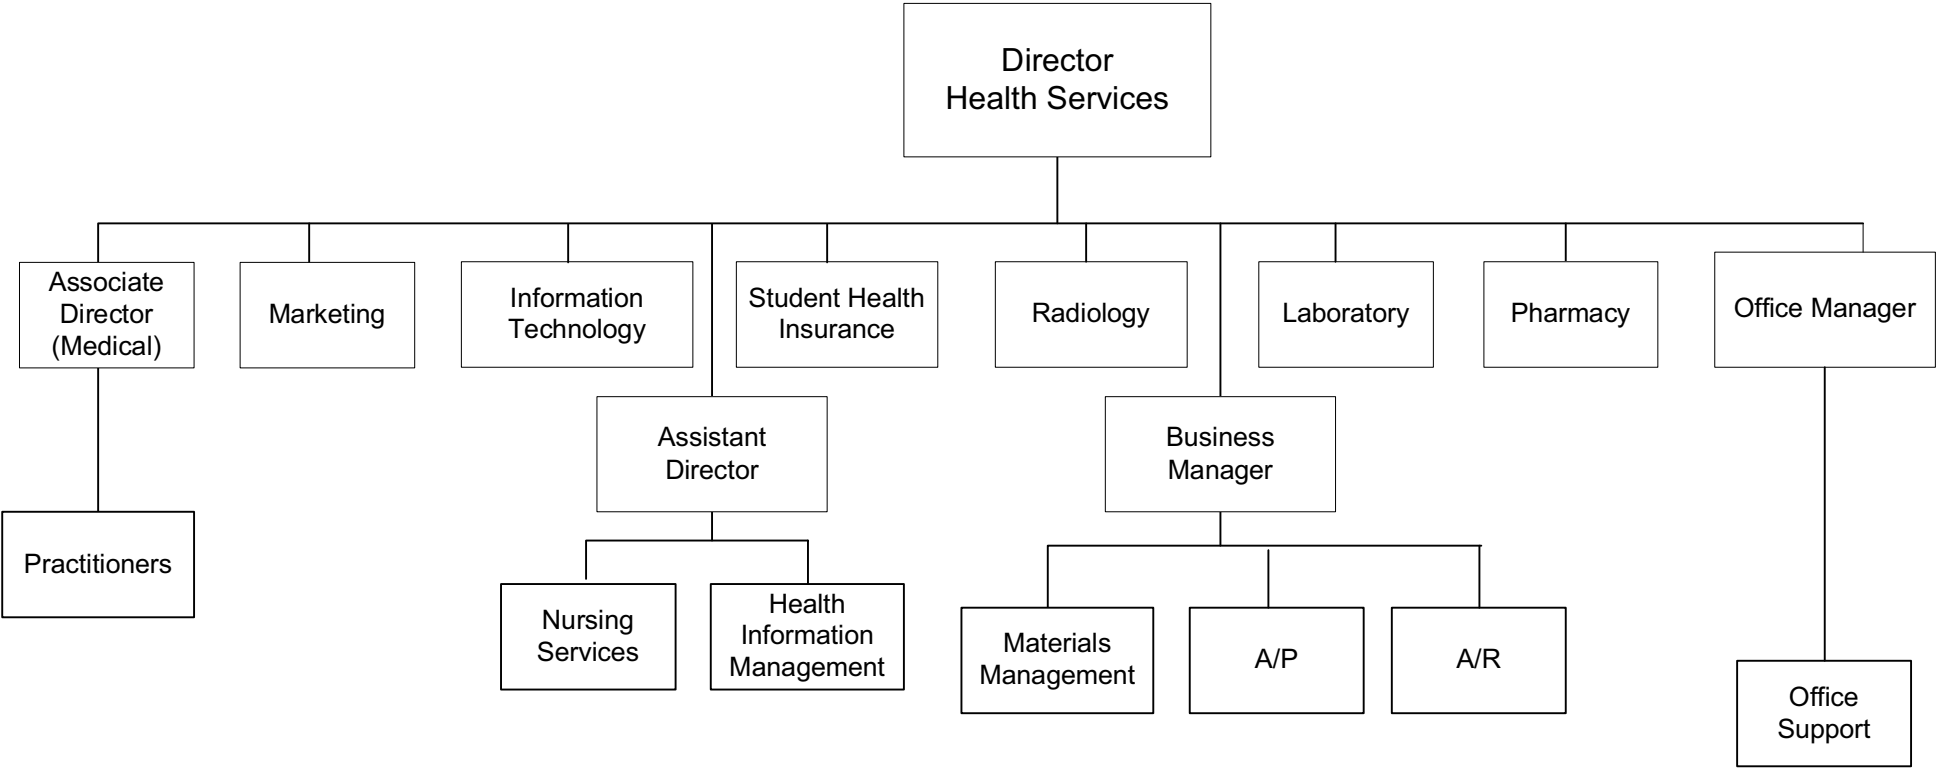 Director
Health Services
Associate
Director
(Medical)
Marketing
Information
Technology
Student Health
Insurance
Radiology
Laboratory
Pharmacy
Office Manager
Assistant
Director
Business
Manager
Practitioners
Nursing
Services
Health
Information
Management
Materials
Management
A/P
A/R
Office
Support